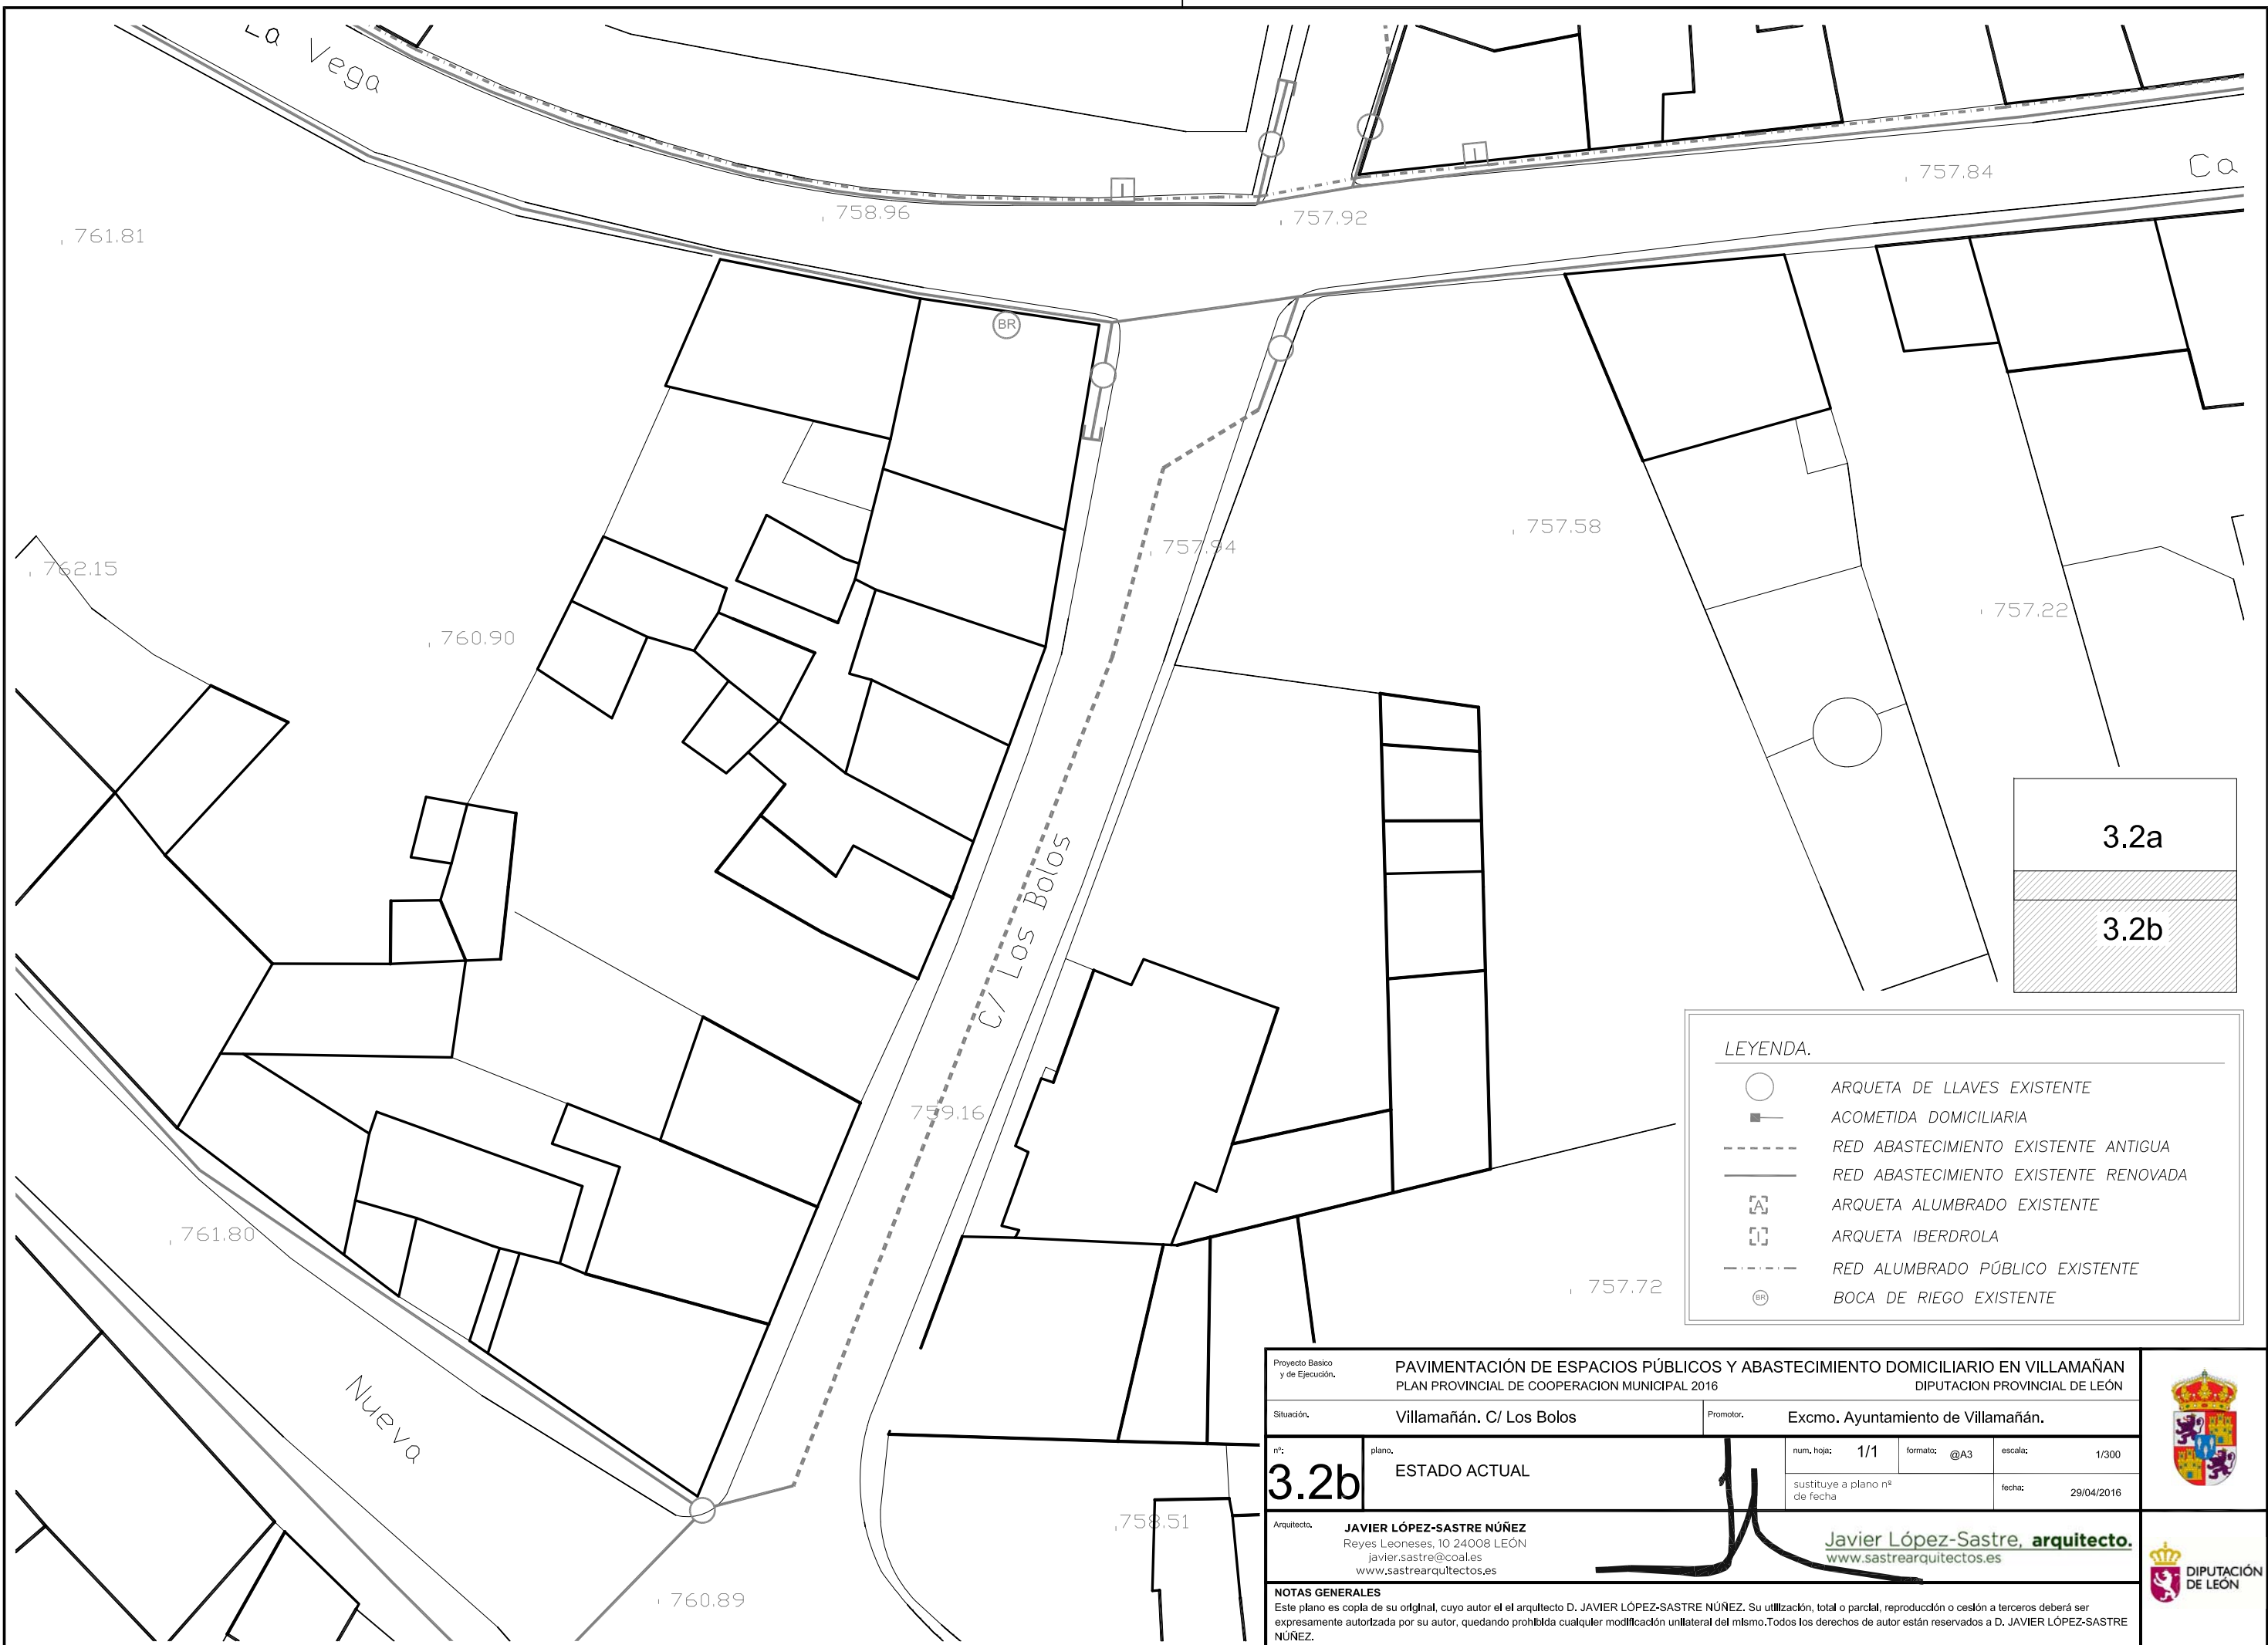 La Vega
757.84
Ca
758.96
757.92
761.81
I
I
BR
757.58
757.94
762.15
757.22
760.90
3.2a
C/ Los Bolos
3.2b
LEYENDA.
ARQUETA DE LLAVES EXISTENTE
ACOMETIDA DOMICILIARIA
759.16
RED ABASTECIMIENTO EXISTENTE ANTIGUA
RED ABASTECIMIENTO EXISTENTE RENOVADA
A ARQUETA ALUMBRADO EXISTENTE
I ARQUETA IBERDROLA
761.80
RED ALUMBRADO PÚBLICO EXISTENTE
757.72
BR BOCA DE RIEGO EXISTENTE
Nueva
758.51
760.89
Proyecto Basico
y de Ejecución.
PAVIMENTACIÓN DE ESPACIOS PÚBLICOS Y ABASTECIMIENTO DOMICILIARIO EN VILLAMAÑAN
PLAN PROVINCIAL DE COOPERACION MUNICIPAL 2016 DIPUTACION PROVINCIAL DE LEÓN
Situación. Villamañán. C/ Los Bolos Promotor. Excmo. Ayuntamiento de Villamañán.
nº: 3.2b
plano. ESTADO ACTUAL
num. hoja: 1/1 formato: @A3 escala: 1/300
sustituye a plano nº
de fecha
fecha: 29/04/2016
Arquitecto. JAVIER LÓPEZ-SASTRE NÚÑEZ
Reyes Leoneses, 10 24008 LEÓN
javier.sastre@coal.es
www.sastrearquitectos.es
Javier López-Sastre, arquitecto.
www.sastrearquitectos.es
DIPUTACIÓN
DE LEÓN
NOTAS GENERALES
Este plano es copia de su original, cuyo autor el el arquitecto D. JAVIER LÓPEZ-SASTRE NÚÑEZ. Su utilización, total o parcial, reproducción o cesión a terceros deberá ser
expresamente autorizada por su autor, quedando prohibida cualquier modificación unilateral del mismo.Todos los derechos de autor están reservados a D. JAVIER LÓPEZ-SASTRE
NÚÑEZ.